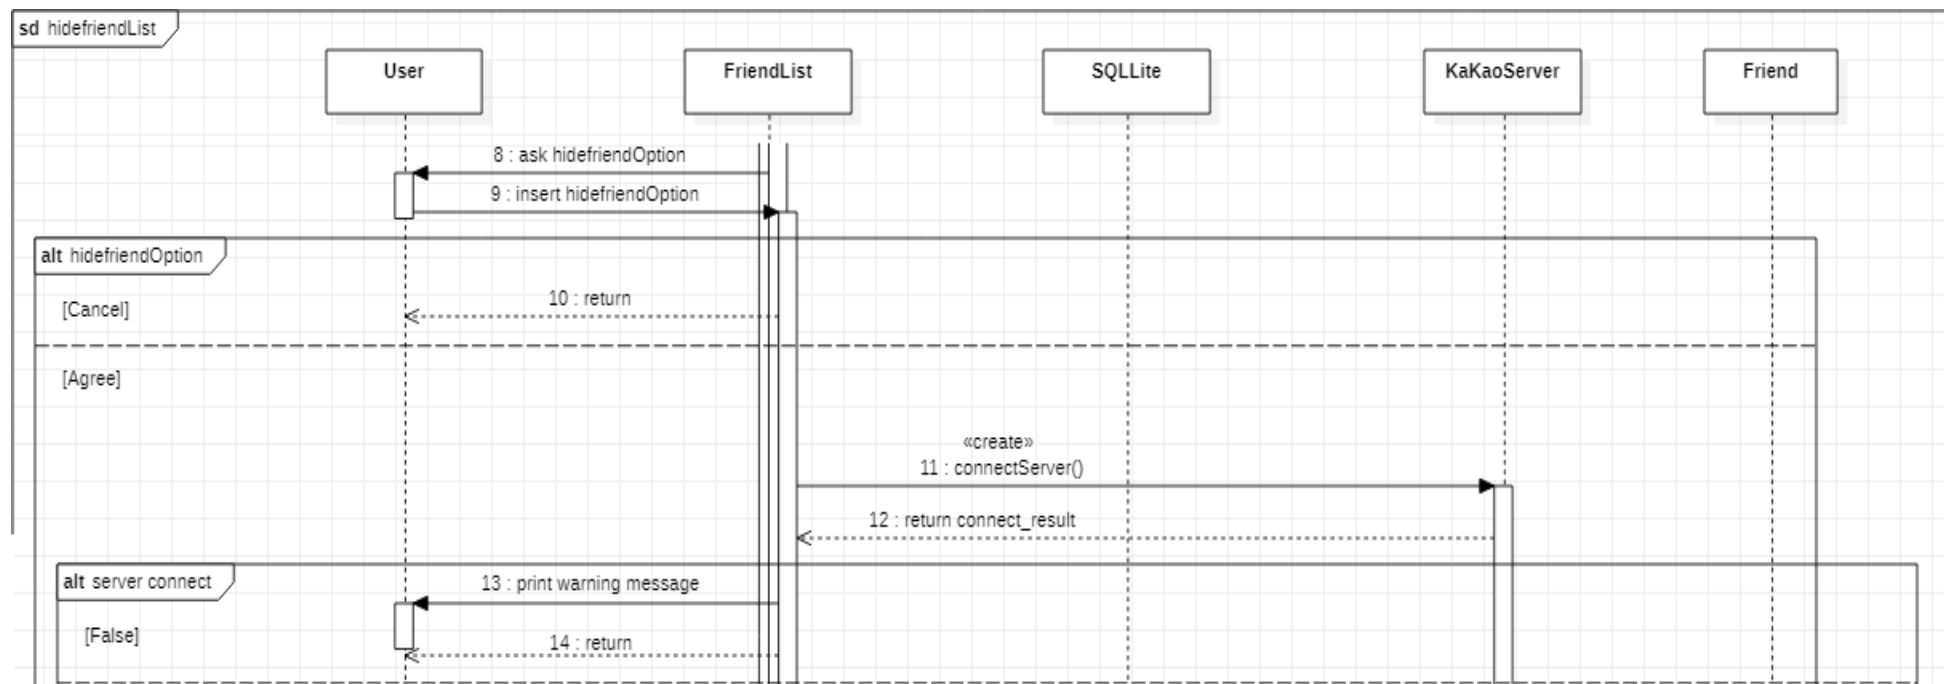 sd hidefriendList
User
FriendList
SQLLite
KaKaoServer
Friend
8 : ask hidefriendOption
9 : insert hidefriendOption
alt hidefriendOption
[Cancel]
10 : return
[Agree]
«create»
11 : connectServer()
12 : return connect_result
alt server connect
13 : print warning message
[False]
14 : return